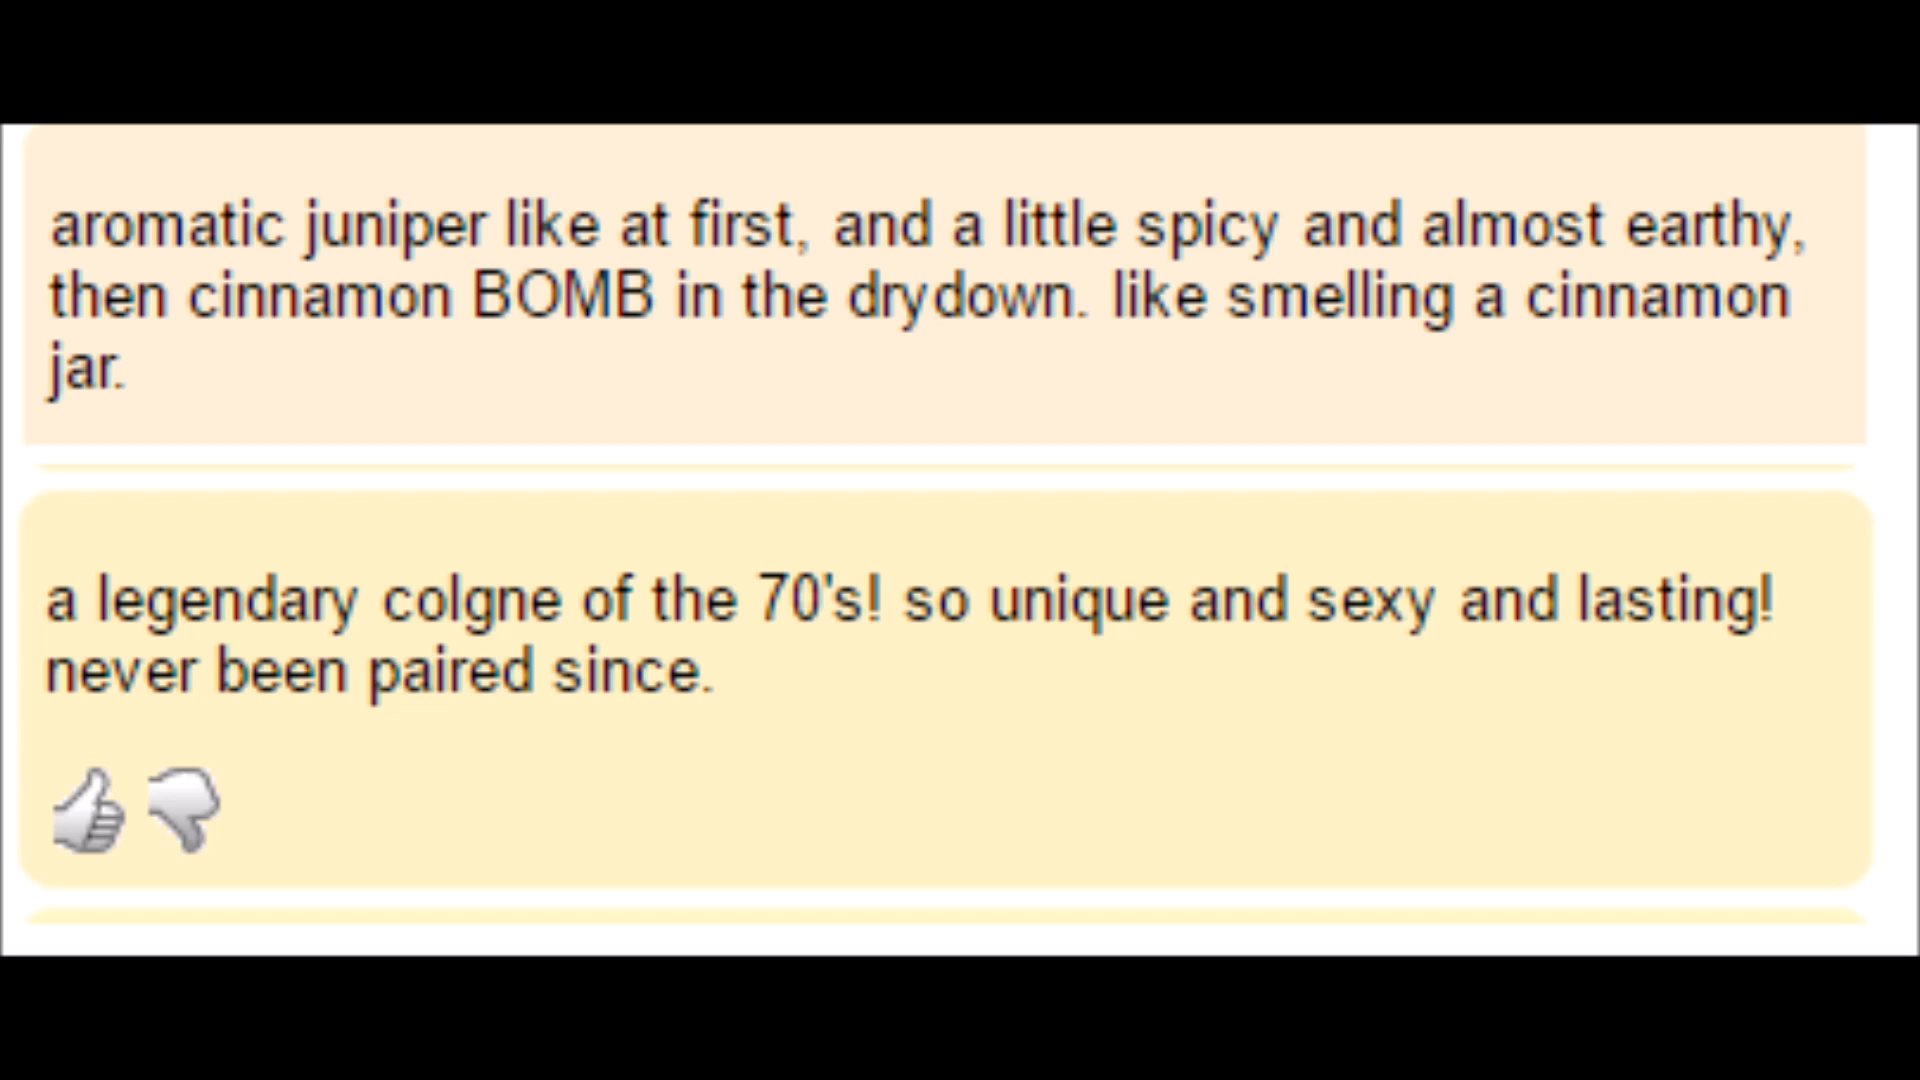 aromatic juniper like at first, and a little spicy and almost earthy,
then cinnamon BOMB in the drydown. like smelling a cinnamon
jar.
a legendary colgne of the 70's! so unique and sexy and lasting!
never been paired since.